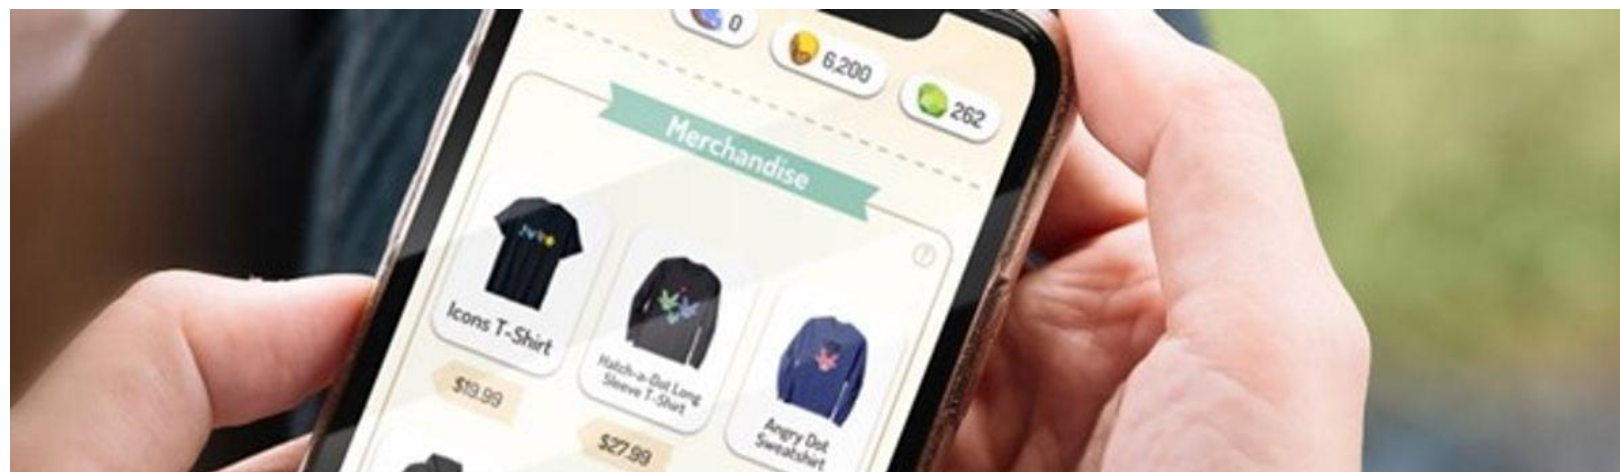 0
6,200
262
Merchandise
Icons T-Shirt
$19.99
Hatch-a-Dot Long
Sleeve T-Shirt
$27.99
Angry Dot
Sweatshirt